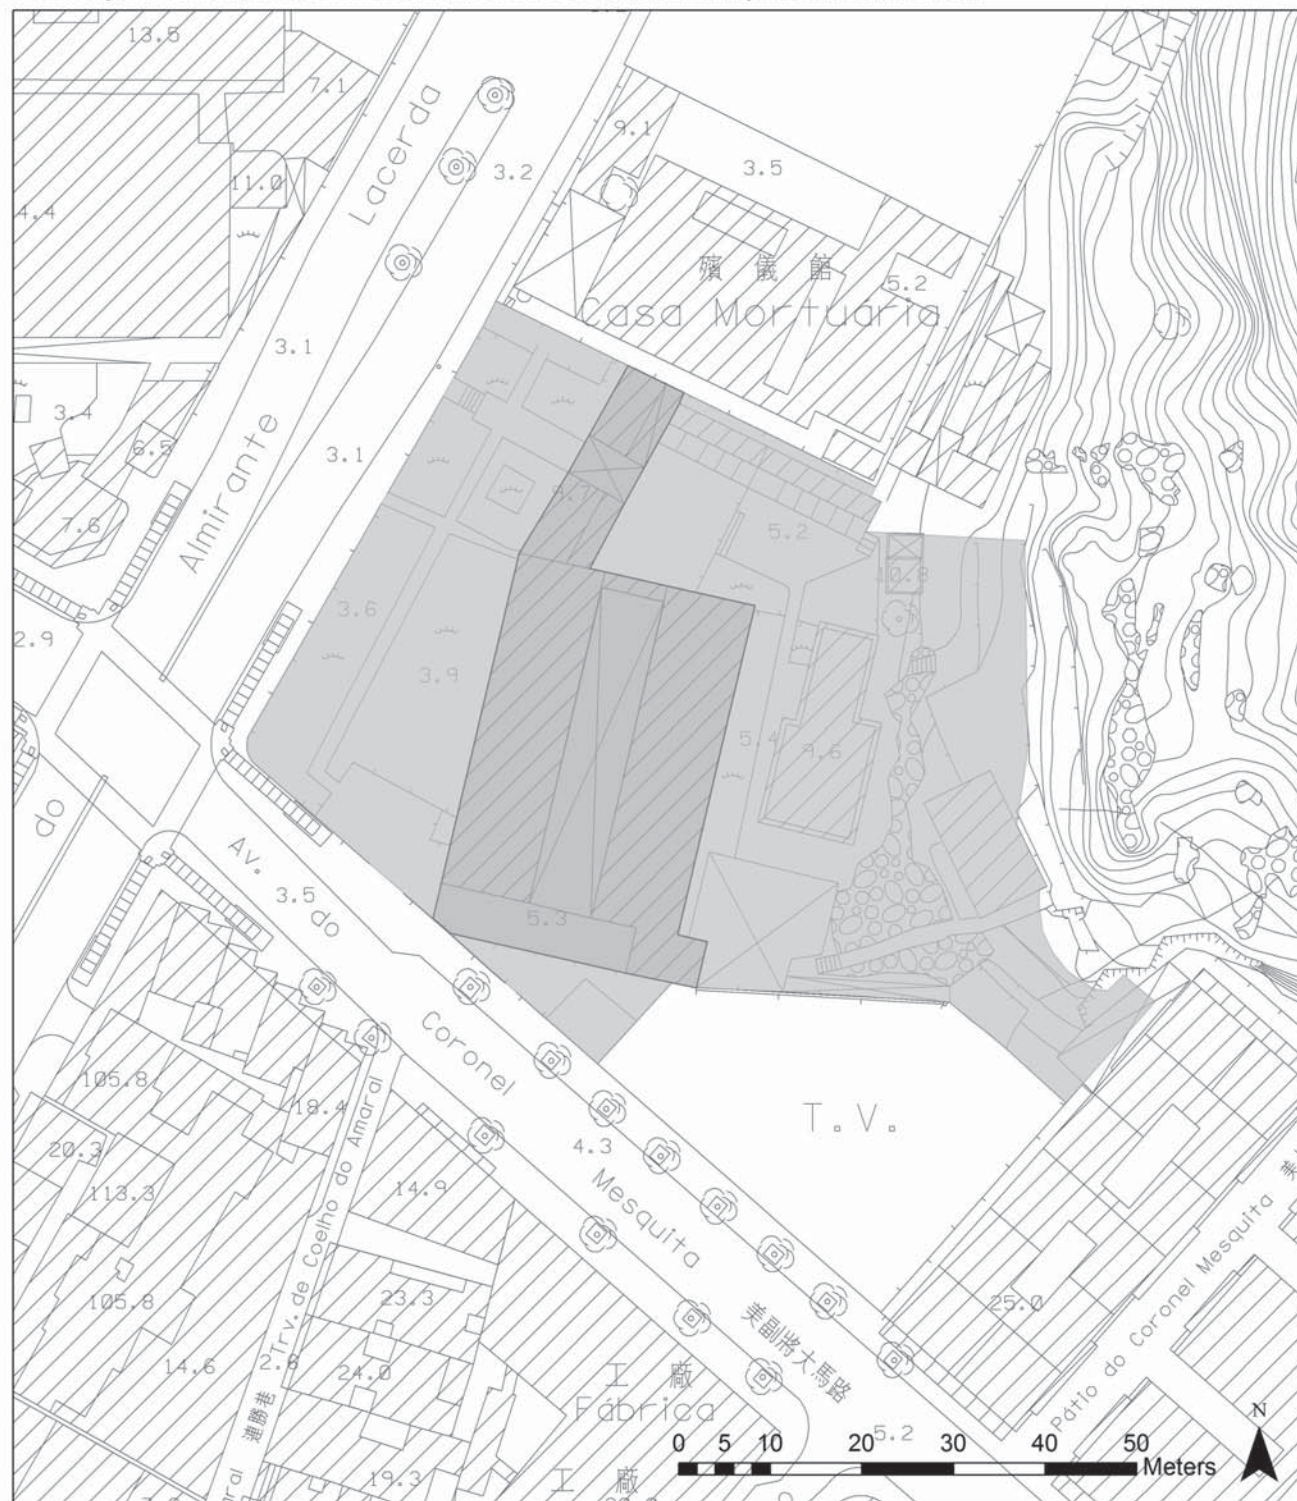 13.5
7.1
Lacerda
9.1
3.5
3.2
11.0
4.4
殯 儀 館
5.2
Casa Mortuária
3.1
3.4
6.5
3.1
Almirante
9.7
7.6
5.2
10.8
3.6
2.9
3.9
5.4
9.6
do
Av. do Coronel Mesquita
3.5
5.3
T.V.
105.8
18.4
4.3
20.3
113.3
14.9
Trv. de Coelho do Amaral
連勝巷
105.8
23.3
25.0
Pátio do Coronel Mesquita 美
美副將大馬路
14.6
2.6
24.0
工 廠
Fábrica
5.2
N
0 5 10 20 30 40 50
Meters
19.3
工 廠